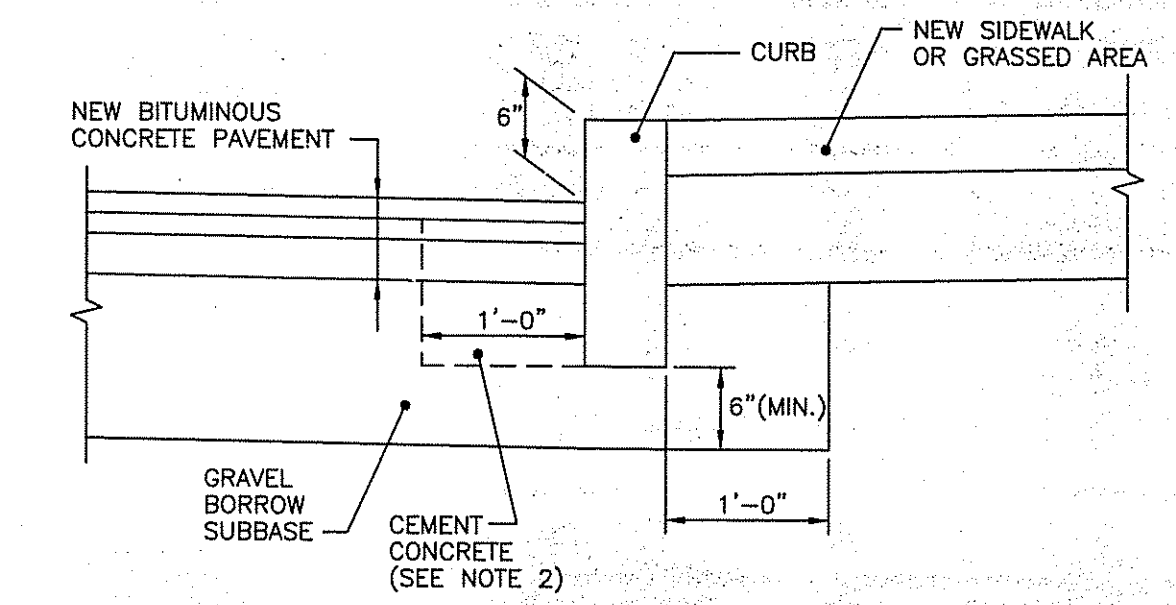 NEW SIDEWALK
OR GRASSED AREA
CURB
6"
NEW BITUMINOUS
CONCRETE PAVEMENT
1'-0"
6"(MIN.)
GRAVEL
BORROW
SUBBASE
CEMENT
CONCRETE
(SEE NOTE 2)
1'-0"